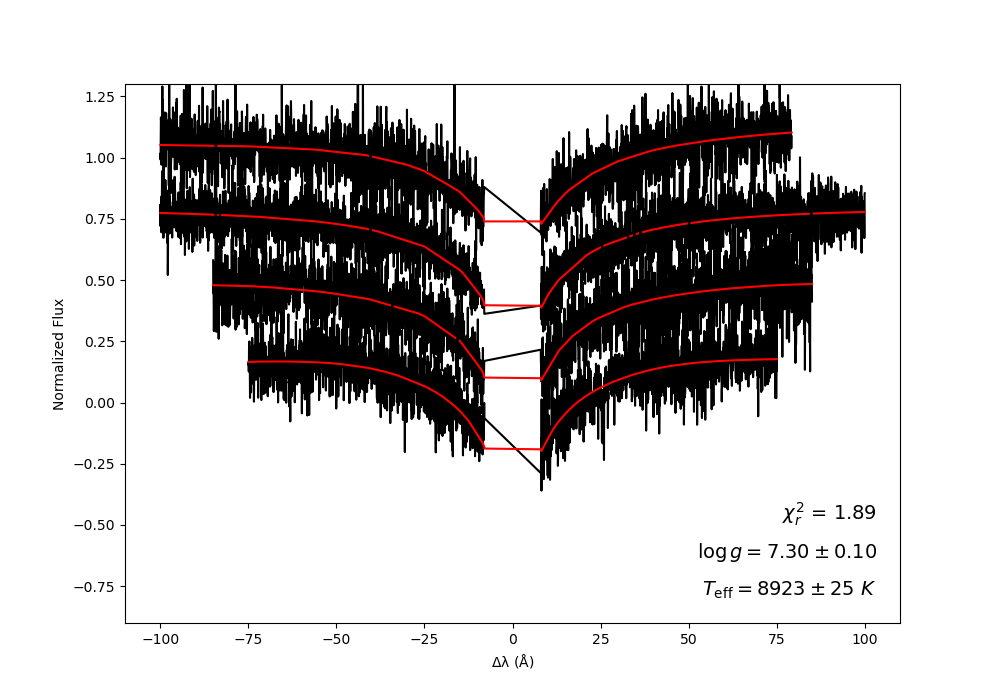 1.25
1.00
0.75
0.50
0.25
0.00
−0.25
−0.50
−0.75
Normalized Flux
χ²ᵣ = 1.89
log g = 7.30 ± 0.10
T_eff = 8923 ± 25 K
−100 −75 −50 −25 0 25 50 75 100
Δλ (Å)